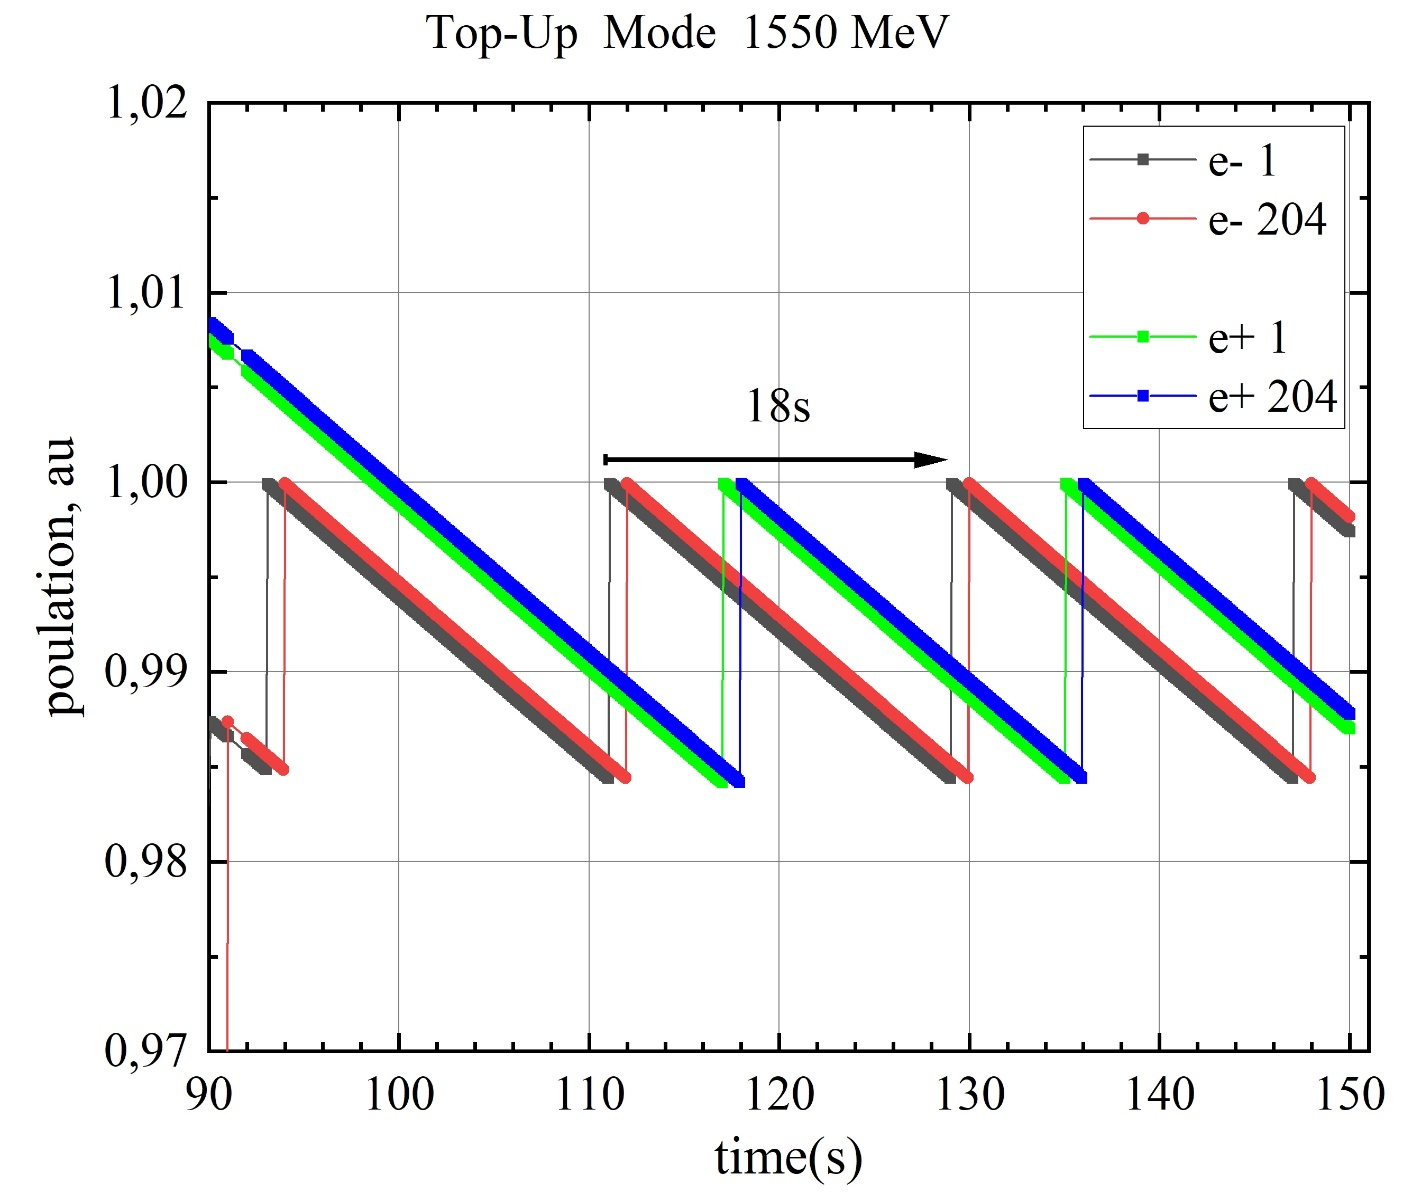 Top-Up Mode 1550 MeV
1,02
1,01
1,00
0,99
0,98
0,97
poulation, au
e- 1
e- 204
e+ 1
e+ 204
18s
90 100 110 120 130 140 150
time(s)